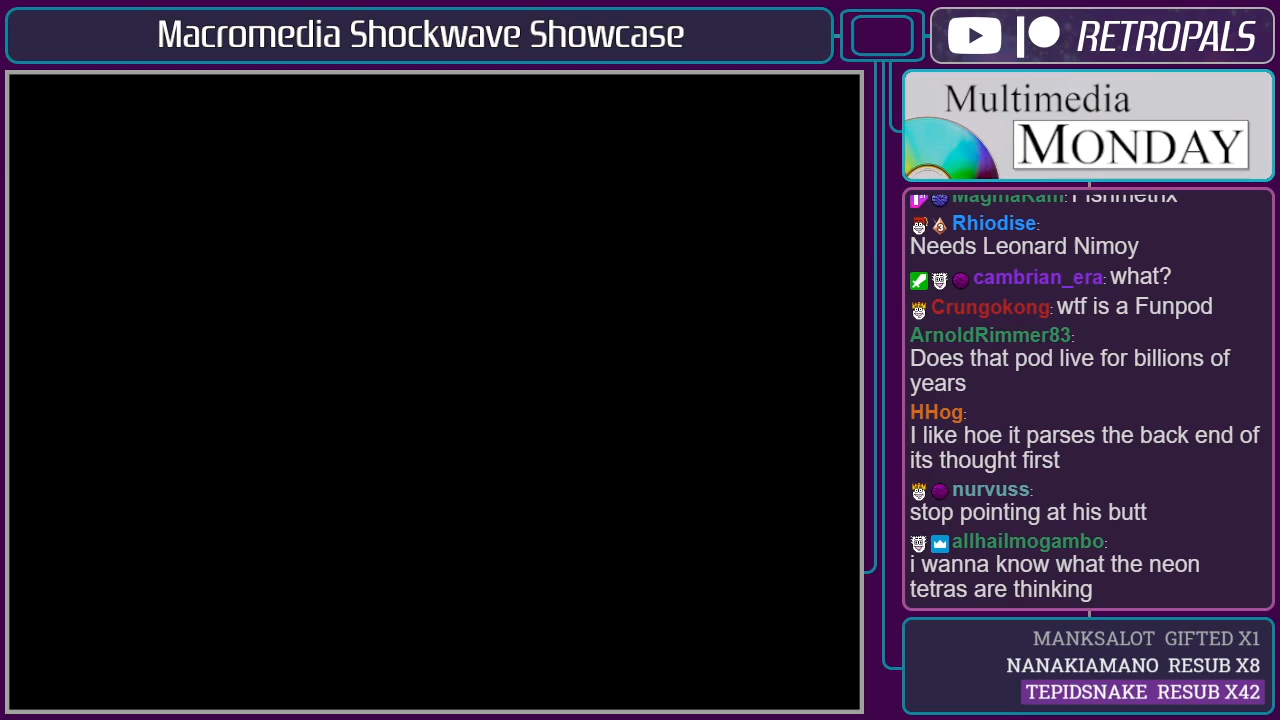 Macromedia Shockwave Showcase
RETROPALS
Multimedia
MONDAY
MagmaRam: Fishmetrix
Rhiodise:
Needs Leonard Nimoy
cambrian_era: what?
Crungokong: wtf is a Funpod
ArnoldRimmer83:
Does that pod live for billions of
years
HHog:
I like hoe it parses the back end of
its thought first
nurvuss:
stop pointing at his butt
allhailmogambo:
i wanna know what the neon
tetras are thinking
MANKSALOT GIFTED X1
NANAKIAMANO RESUB X8
TEPIDSNAKE RESUB X42